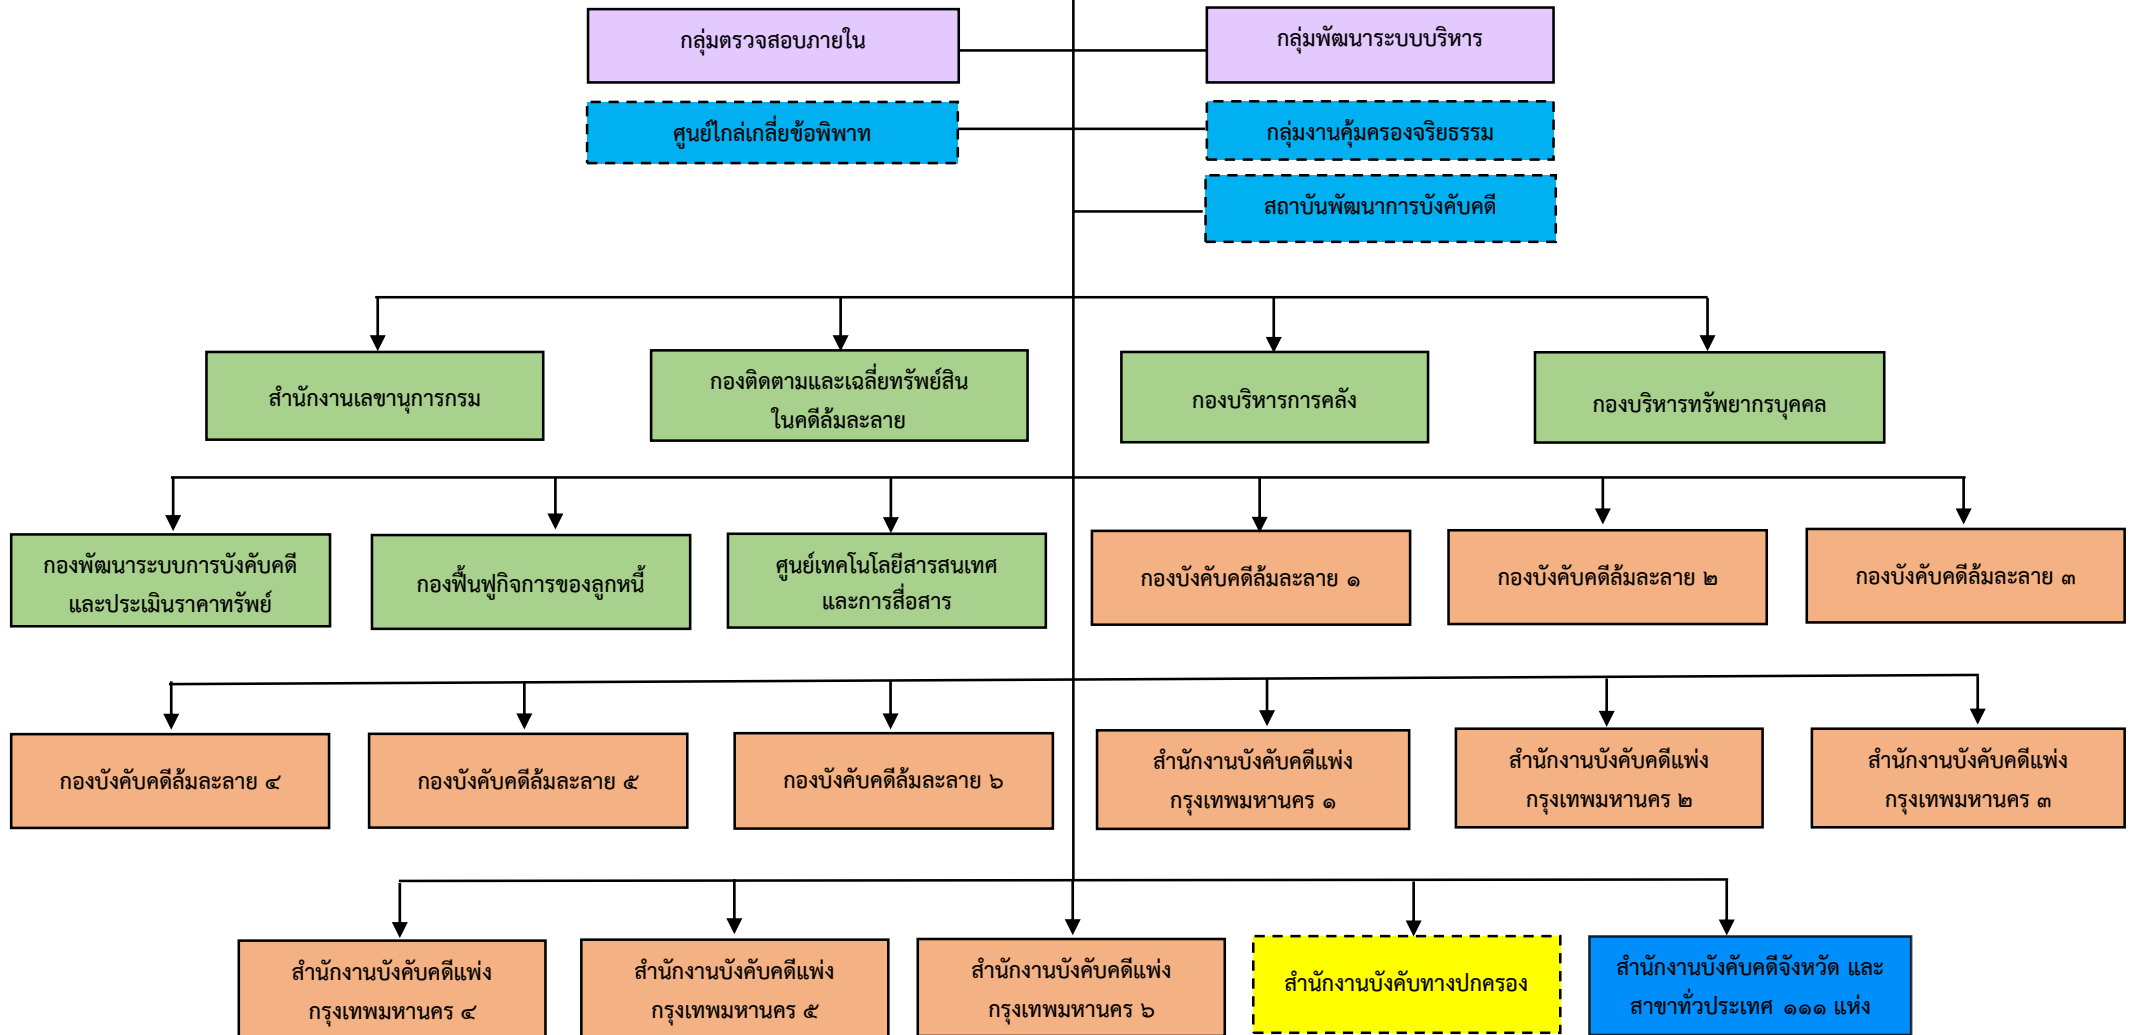 กลุ่มตรวจสอบภายใน
กลุ่มพัฒนาระบบบริหาร
ศูนย์ไกล่เกลี่ยข้อพิพาท
กลุ่มงานคุ้มครองจริยธรรม
สถาบันพัฒนาการบังคับคดี
สำนักงานเลขานุการกรม
กองติดตามและเฉลี่ยทรัพย์สิน
ในคดีล้มละลาย
กองบริหารการคลัง
กองบริหารทรัพยากรบุคคล
กองพัฒนาระบบการบังคับคดี
และประเมินราคาทรัพย์
กองฟื้นฟูกิจการของลูกหนี้
ศูนย์เทคโนโลยีสารสนเทศ
และการสื่อสาร
กองบังคับคดีล้มละลาย ๑
กองบังคับคดีล้มละลาย ๒
กองบังคับคดีล้มละลาย ๓
กองบังคับคดีล้มละลาย ๔
กองบังคับคดีล้มละลาย ๕
กองบังคับคดีล้มละลาย ๖
สำนักงานบังคับคดีแพ่ง
กรุงเทพมหานคร ๑
สำนักงานบังคับคดีแพ่ง
กรุงเทพมหานคร ๒
สำนักงานบังคับคดีแพ่ง
กรุงเทพมหานคร ๓
สำนักงานบังคับคดีแพ่ง
กรุงเทพมหานคร ๔
สำนักงานบังคับคดีแพ่ง
กรุงเทพมหานคร ๕
สำนักงานบังคับคดีแพ่ง
กรุงเทพมหานคร ๖
สำนักงานบังคับทางปกครอง
สำนักงานบังคับคดีจังหวัด และ
สาขาทั่วประเทศ ๑๑๑ แห่ง